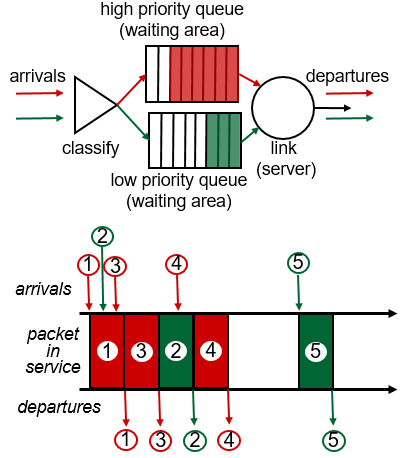 high priority queue
(waiting area)
arrivals
departures
classify
link
(server)
low priority queue
(waiting area)
2
1
3
4
5
arrivals
packet
in
service
1
3
2
4
5
departures
1
3
2
4
5